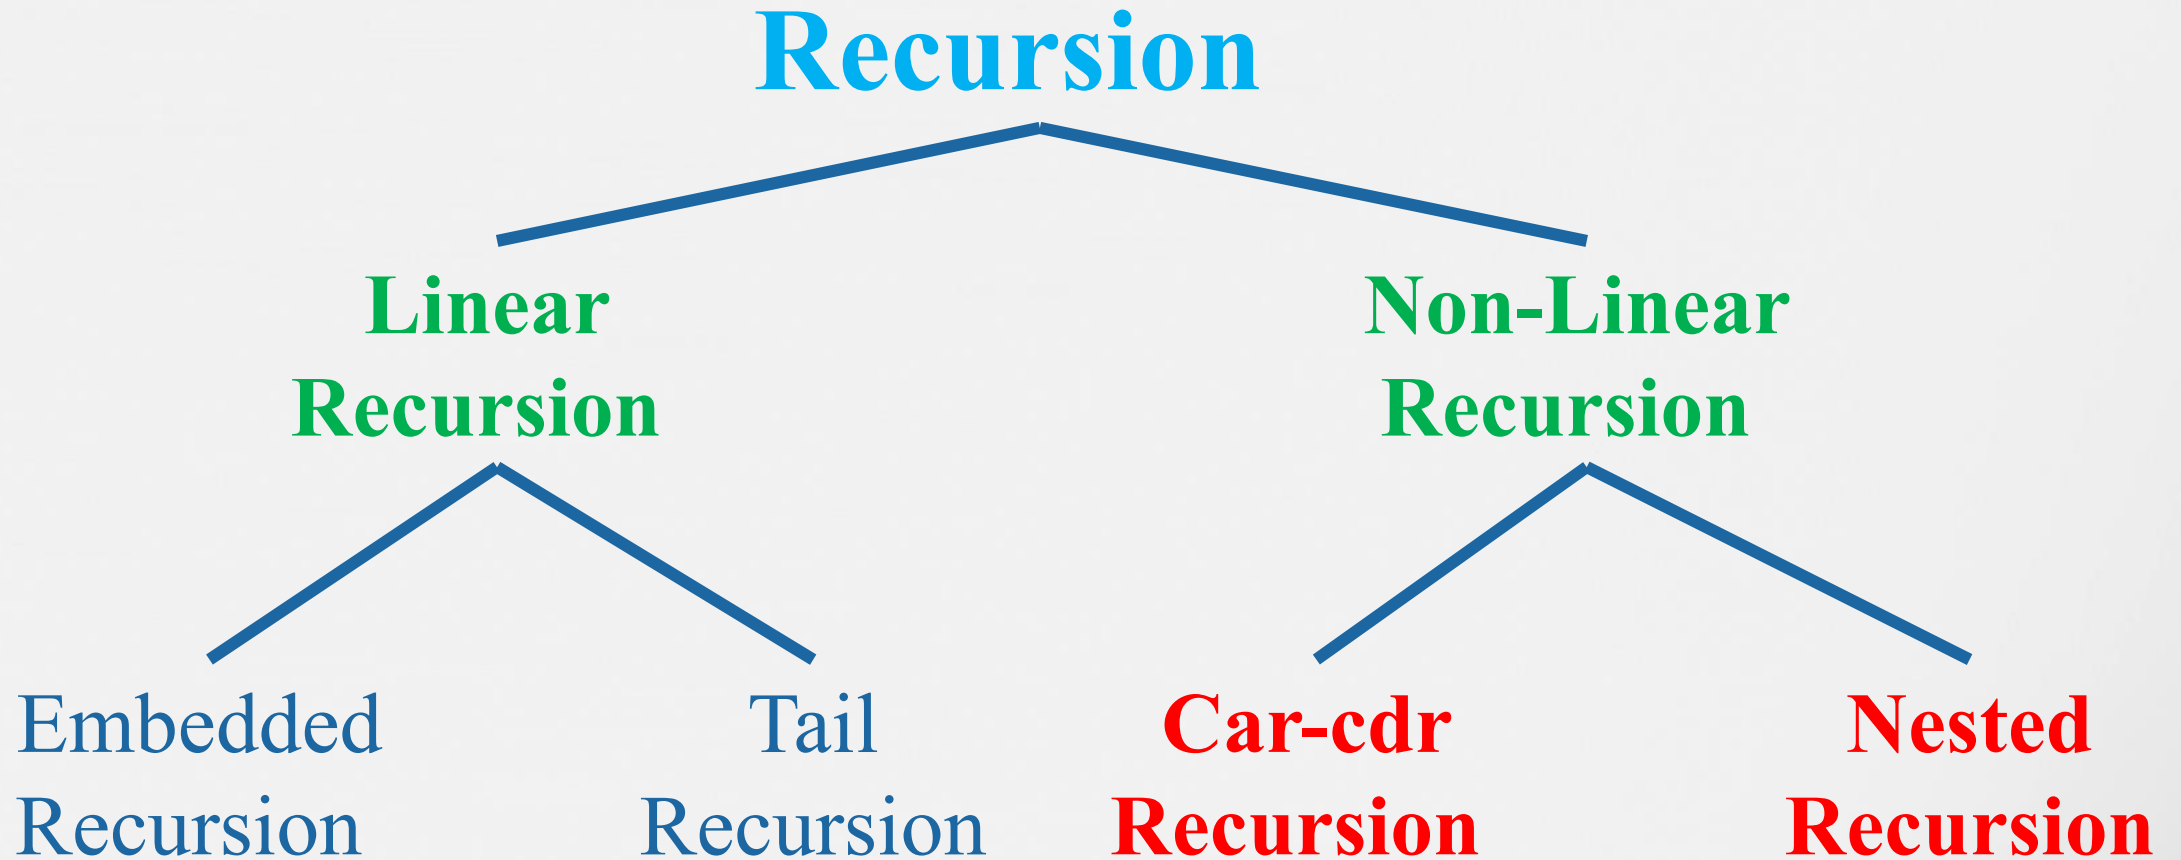 Recursion
Linear
Recursion
Non-Linear
Recursion
Embedded
Recursion
Tail
Recursion
Car-cdr
Recursion
Nested
Recursion